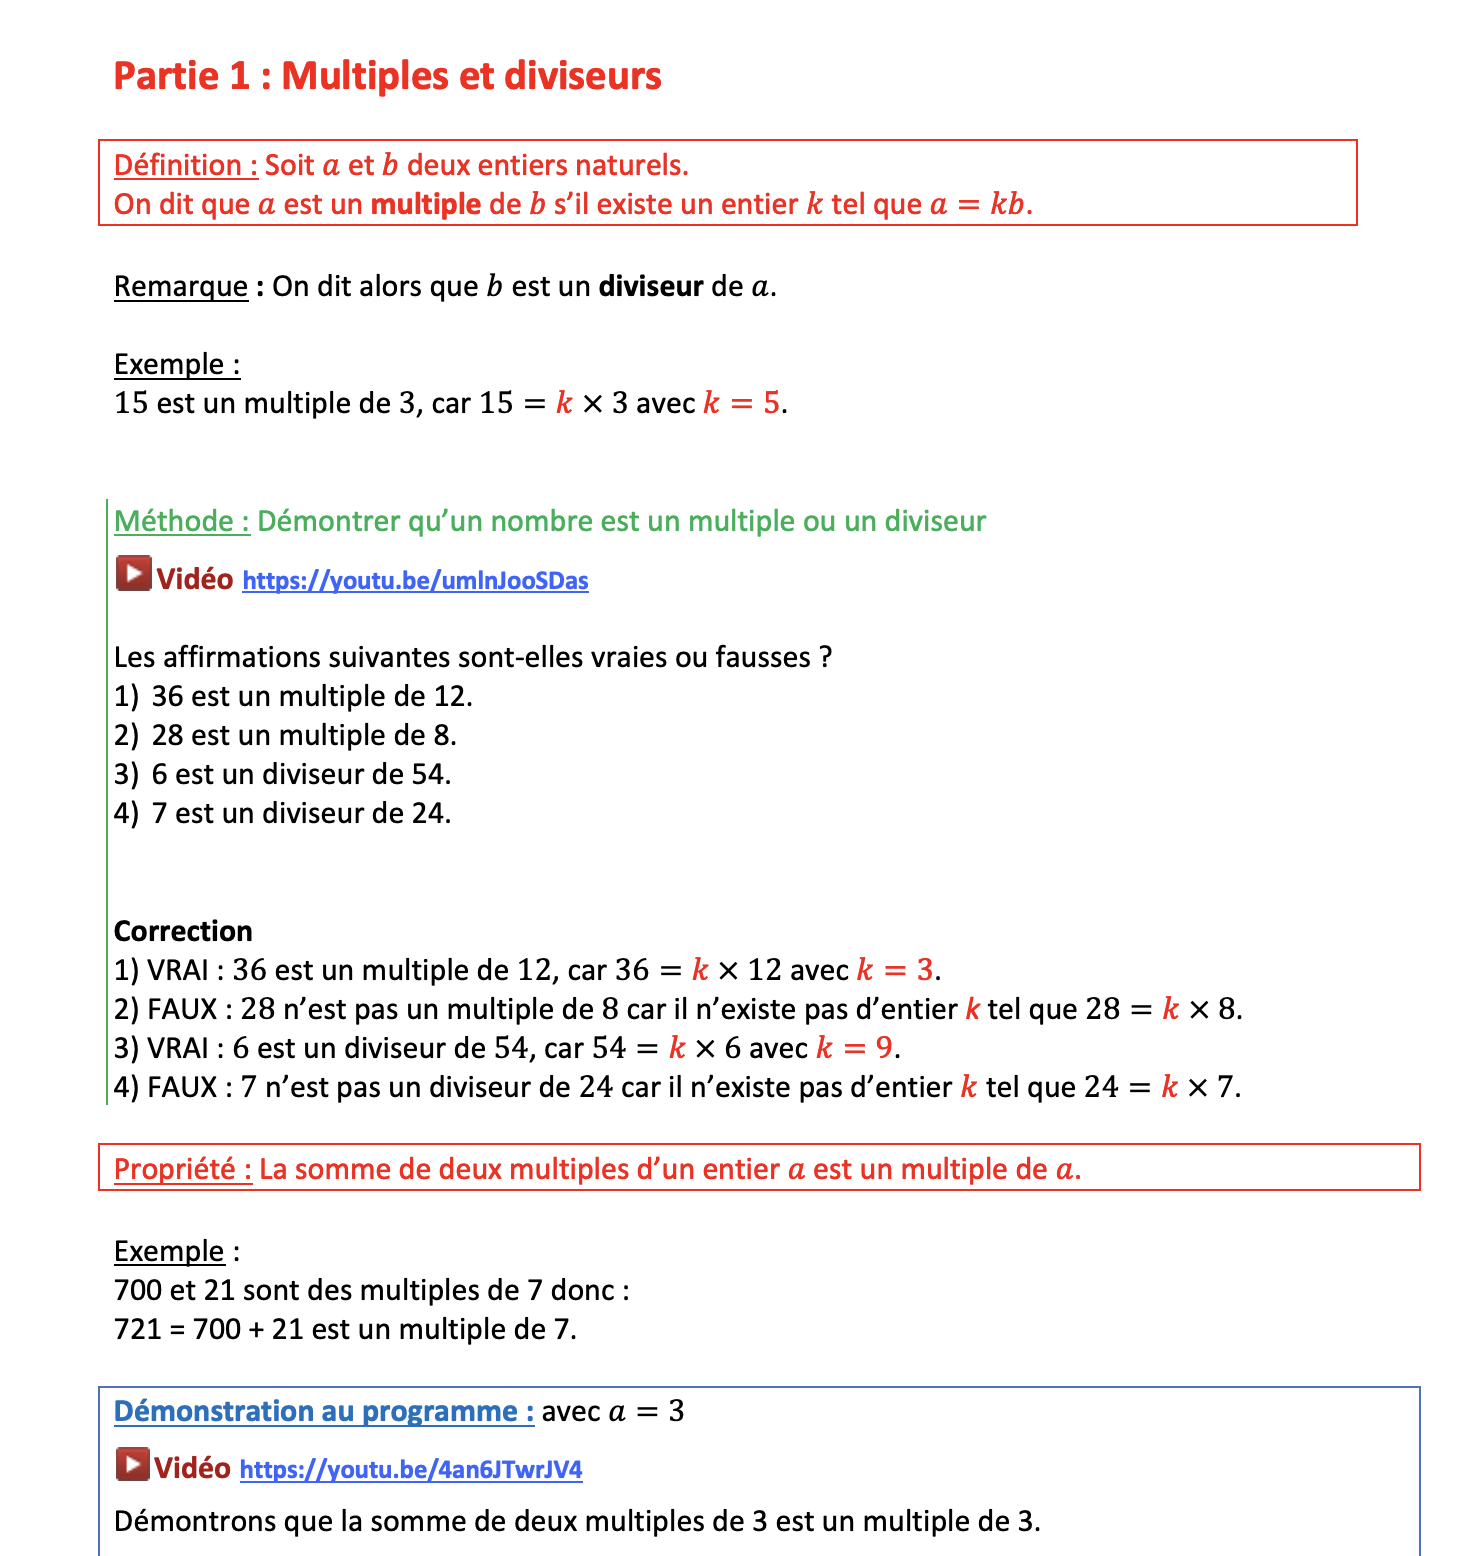 Partie 1 : Multiples et diviseurs
Définition : Soit a et b deux entiers naturels.
On dit que a est un multiple de b s’il existe un entier k tel que a = kb.
Remarque : On dit alors que b est un diviseur de a.
Exemple :
15 est un multiple de 3, car 15 = k × 3 avec k = 5.
Méthode : Démontrer qu’un nombre est un multiple ou un diviseur
Vidéo https://youtu.be/umlnJooSDas
Les affirmations suivantes sont-elles vraies ou fausses ?
1) 36 est un multiple de 12.
2) 28 est un multiple de 8.
3) 6 est un diviseur de 54.
4) 7 est un diviseur de 24.
Correction
1) VRAI : 36 est un multiple de 12, car 36 = k × 12 avec k = 3.
2) FAUX : 28 n’est pas un multiple de 8 car il n’existe pas d’entier k tel que 28 = k × 8.
3) VRAI : 6 est un diviseur de 54, car 54 = k × 6 avec k = 9.
4) FAUX : 7 n’est pas un diviseur de 24 car il n’existe pas d’entier k tel que 24 = k × 7.
Propriété : La somme de deux multiples d’un entier a est un multiple de a.
Exemple :
700 et 21 sont des multiples de 7 donc :
721 = 700 + 21 est un multiple de 7.
Démonstration au programme : avec a = 3
Vidéo https://youtu.be/4an6JTwrJV4
Démontrons que la somme de deux multiples de 3 est un multiple de 3.